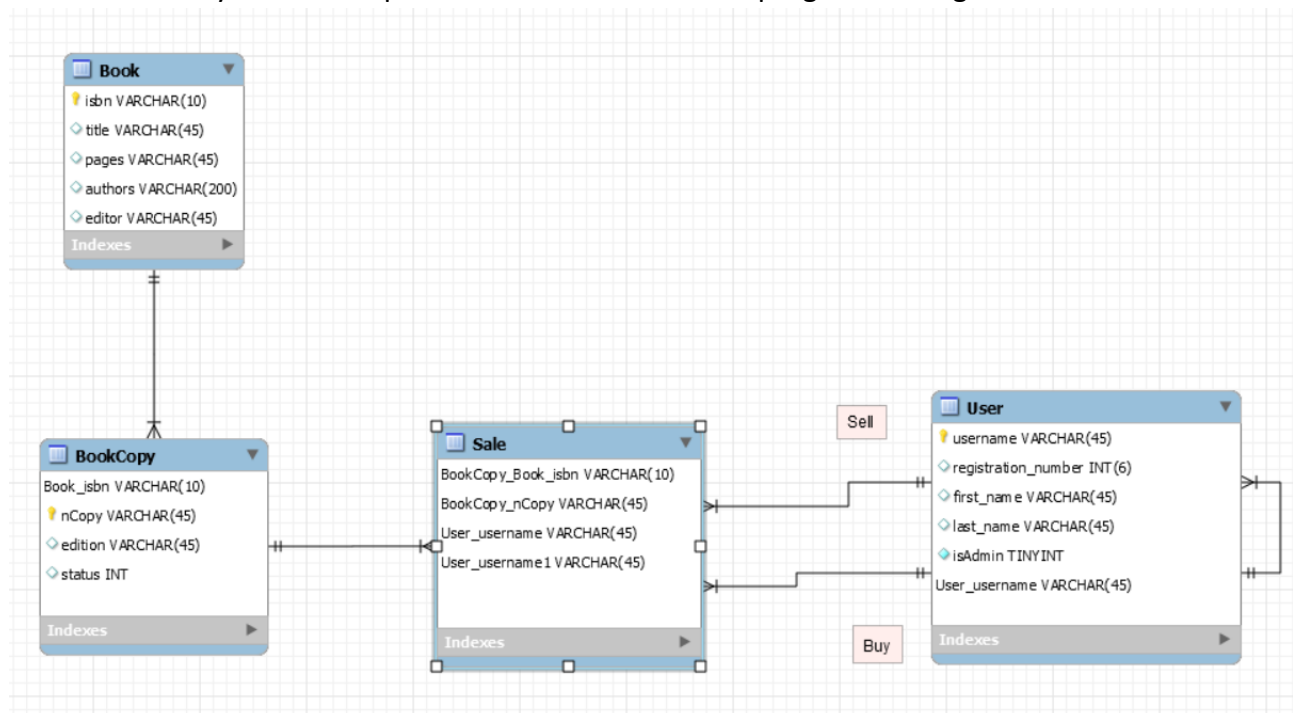 Book
isbn VARCHAR(10)
title VARCHAR(45)
pages VARCHAR(45)
authors VARCHAR(200)
editor VARCHAR(45)
Indexes
BookCopy
Book_isbn VARCHAR(10)
nCopy VARCHAR(45)
edition VARCHAR(45)
status INT
Indexes
Sale
BookCopy_Book_isbn VARCHAR(10)
BookCopy_nCopy VARCHAR(45)
User_username VARCHAR(45)
User_username1 VARCHAR(45)
Indexes
Sell
Buy
User
username VARCHAR(45)
registration_number INT(6)
first_name VARCHAR(45)
last_name VARCHAR(45)
isAdmin TINYINT
User_username VARCHAR(45)
Indexes